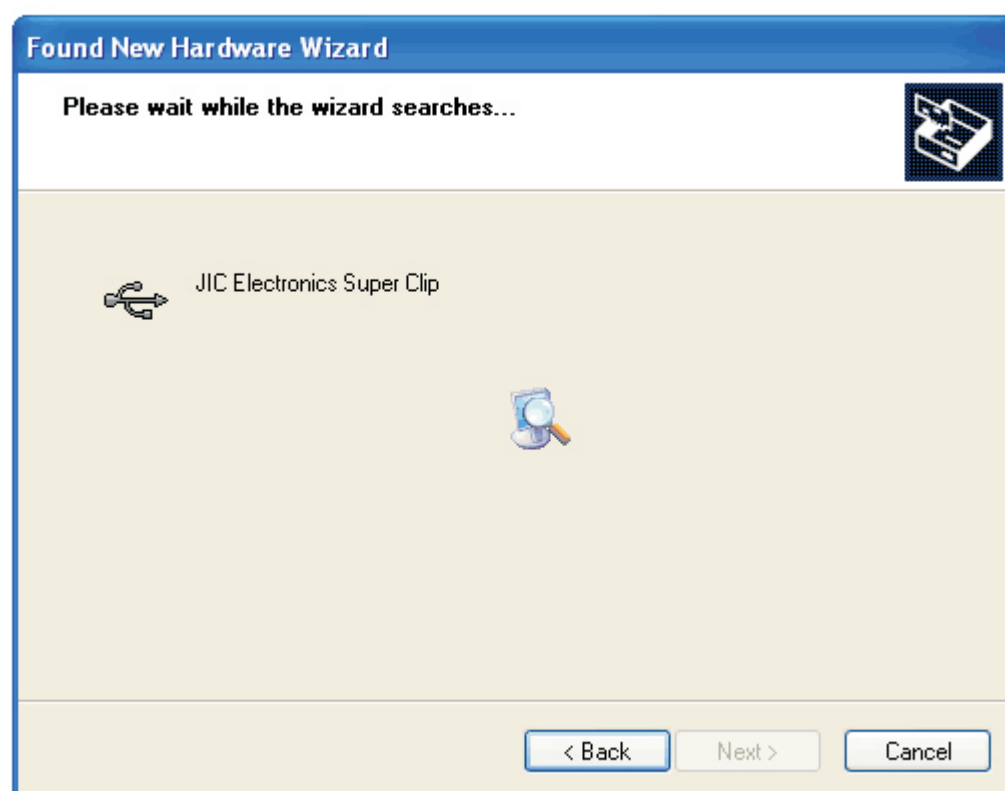 Found New Hardware Wizard
Please wait while the wizard searches...
JIC Electronics Super Clip
< Back
Next >
Cancel